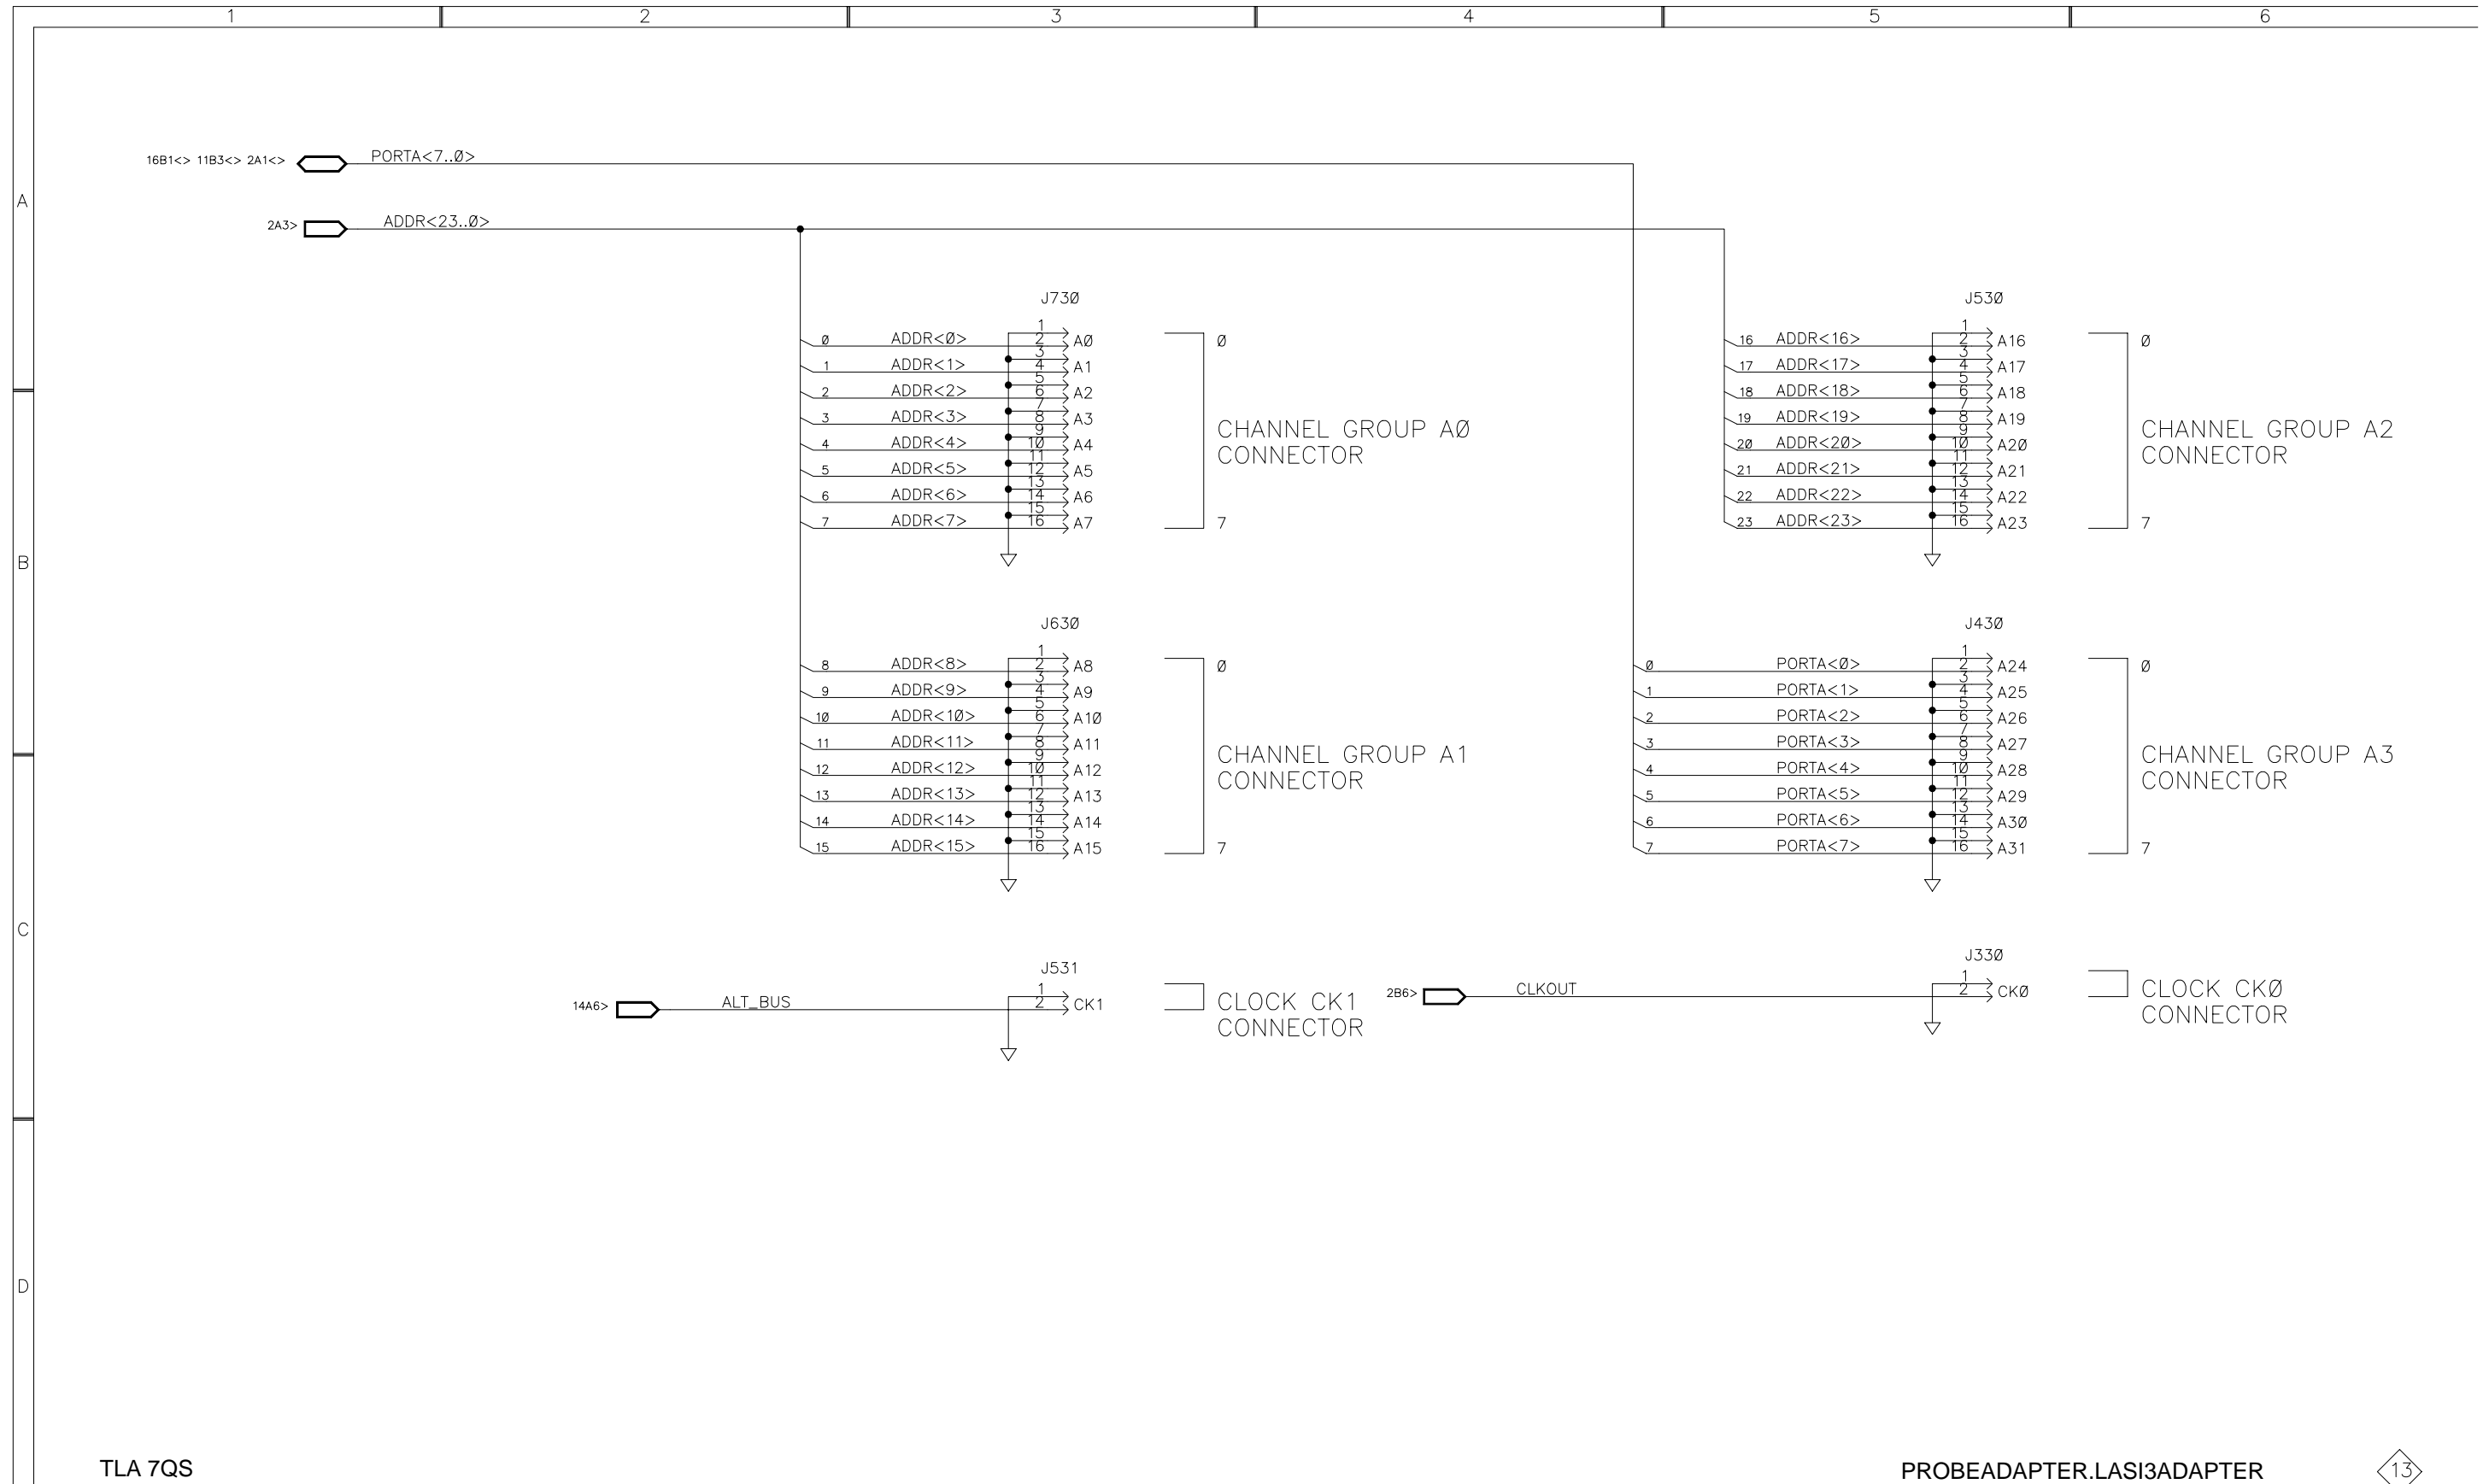 1 2 3 4 5 6
A
B
C
D
16B1<> 11B3<> 2A1<> PORTA<7..Ø>
2A3> ADDR<23..Ø>
J73Ø
1
Ø ADDR<Ø> 2 AØ Ø
3
1 ADDR<1> 4 A1
5
2 ADDR<2> 6 A2
7
3 ADDR<3> 8 A3
9
4 ADDR<4> 1Ø A4
11
5 ADDR<5> 12 A5
13
6 ADDR<6> 14 A6
15
7 ADDR<7> 16 A7 7
CHANNEL GROUP AØ
CONNECTOR
J53Ø
1
16 ADDR<16> 2 A16 Ø
3
17 ADDR<17> 4 A17
5
18 ADDR<18> 6 A18
7
19 ADDR<19> 8 A19
9
2Ø ADDR<2Ø> 1Ø A2Ø
11
21 ADDR<21> 12 A21
13
22 ADDR<22> 14 A22
15
23 ADDR<23> 16 A23 7
CHANNEL GROUP A2
CONNECTOR
J63Ø
1
8 ADDR<8> 2 A8 Ø
3
9 ADDR<9> 4 A9
5
1Ø ADDR<1Ø> 6 A1Ø
7
11 ADDR<11> 8 A11
9
12 ADDR<12> 1Ø A12
11
13 ADDR<13> 12 A13
13
14 ADDR<14> 14 A14
15
15 ADDR<15> 16 A15 7
CHANNEL GROUP A1
CONNECTOR
J43Ø
1
Ø PORTA<Ø> 2 A24 Ø
3
1 PORTA<1> 4 A25
5
2 PORTA<2> 6 A26
7
3 PORTA<3> 8 A27
9
4 PORTA<4> 1Ø A28
11
5 PORTA<5> 12 A29
13
6 PORTA<6> 14 A3Ø
15
7 PORTA<7> 16 A31 7
CHANNEL GROUP A3
CONNECTOR
J531
1
14A6> ALT_BUS 2 CK1
CLOCK CK1
CONNECTOR
J33Ø
1
2B6> CLKOUT 2 CKØ
CLOCK CKØ
CONNECTOR
TLA 7QS
PROBEADAPTER.LASI3ADAPTER 13